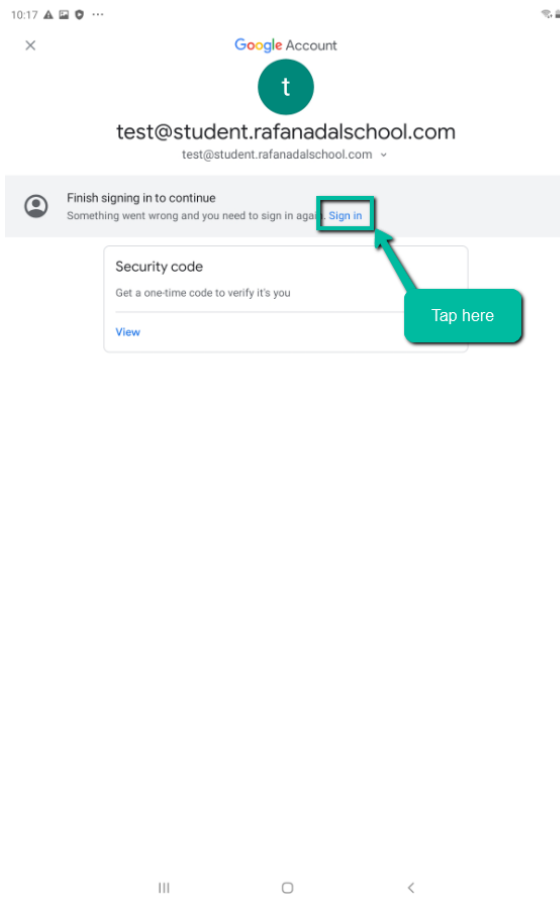 10:17
Google Account
t
test@student.rafanadalschool.com
test@student.rafanadalschool.com
Finish signing in to continue
Something went wrong and you need to sign in again. Sign in
Security code
Get a one-time code to verify it's you
Tap here
View